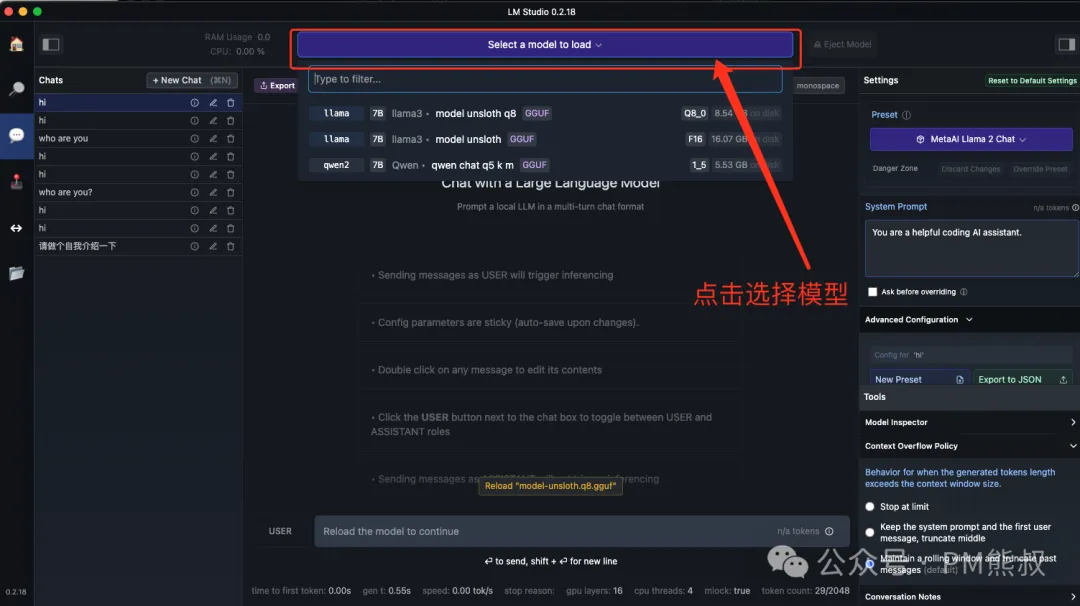 LM Studio 0.2.18
RAM Usage 0.0
CPU: 0.00 %
Select a model to load
Eject Model
Chats
+ New Chat (⌘N)
Export
Type to filter...
monospace
hi
hi
who are you
hi
hi
who are you?
hi
hi
请做个自我介绍一下
llama 7B llama3 • model unsloth q8 GGUF Q8_0 8.54 GB on disk
llama 7B llama3 • model unsloth GGUF F16 16.07 GB on disk
qwen2 7B Qwen • qwen chat q5 k m GGUF 1_5 5.53 GB on disk
Chat with a Large Language Model
Prompt a local LLM in a multi-turn chat format
• Sending messages as USER will trigger inferencing
• Config parameters are sticky (auto-save upon changes).
• Double click on any message to edit its contents
• Click the USER button next to the chat box to toggle between USER and
ASSISTANT roles
• Sending messages as
Reload "model-unsloth.q8.gguf"
USER
Reload the model to continue
n/a tokens
↩ to send, shift + ↩ for new line
time to first token: 0.00s gen t: 0.55s speed: 0.00 tok/s stop reason: gpu layers: 16 cpu threads: 4 mlock: true token count: 29/2048
0.2.18
点击选择模型
Settings
Reset to Default Settings
Preset
MetaAI Llama 2 Chat
Danger Zone
Discard Changes
Override Preset
System Prompt
n/a tokens
You are a helpful coding AI assistant.
Ask before overriding
Advanced Configuration
Config for 'hi'
New Preset
Export to JSON
Tools
Model Inspector
Context Overflow Policy
Behavior for when the generated tokens length
exceeds the context window size.
Stop at limit
Keep the system prompt and the first user
message, truncate middle
Maintain a rolling window and truncate past
messages (default)
Conversation Notes
公众号 · PM熊叔